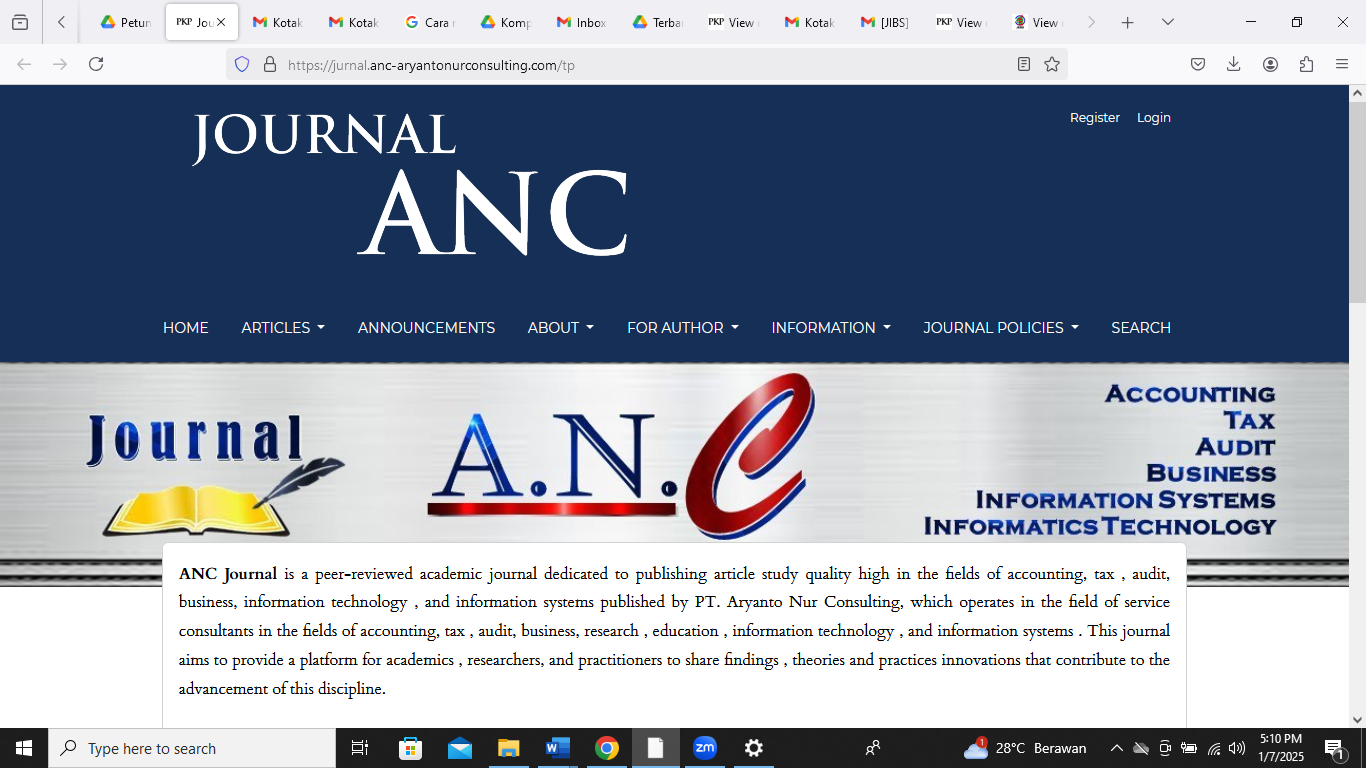 Petun
PKP Jou
Kotak
Kotak
Cara r
Komp
Inbox
Terba
PKP View
Kotak
[JIBS]
PKP View
View
https://jurnal.anc-aryantonurconsulting.com/tp
Register Login
JOURNAL
ANC
HOME ARTICLES ANNOUNCEMENTS ABOUT FOR AUTHOR INFORMATION JOURNAL POLICIES SEARCH
Journal
A.N.C
ACCOUNTING
TAX
AUDIT
BUSINESS
INFORMATION SYSTEMS
INFORMATICS TECHNOLOGY
ANC Journal is a peer-reviewed academic journal dedicated to publishing article study quality high in the fields of accounting, tax , audit,
business, information technology , and information systems published by PT. Aryanto Nur Consulting, which operates in the field of service
consultants in the fields of accounting, tax , audit, business, research , education , information technology , and information systems . This journal
aims to provide a platform for academics , researchers, and practitioners to share findings , theories and practices innovations that contribute to the
advancement of this discipline.
Type here to search
zm
1
28°C Berawan
5:10 PM
1/7/2025
1